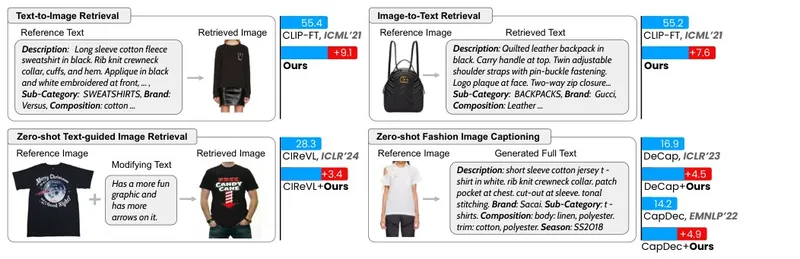 Text-to-Image Retrieval
Reference Text
Retrieved Image
Description: Long sleeve cotton fleece
sweatshirt in black. Rib knit crewneck
collar, cuffs, and hem. Applique in black
and white embroidered at front, ... ,
Sub-Category: SWEATSHIRTS, Brand:
Versus, Composition: cotton ...
55.4
CLIP-FT, ICML'21
+9.1
Ours
Image-to-Text Retrieval
Reference Image
Retrieved Text
Description: Quilted leather backpack in
black. Carry handle at top. Twin adjustable
shoulder straps with pin-buckle fastening.
Logo plaque at face. Two-way zip closure...
Sub-Category: BACKPACKS, Brand: Gucci,
Composition: Leather ...
55.2
CLIP-FT, ICML'21
+7.6
Ours
Zero-shot Text-guided Image Retrieval
Reference Image
Modifying Text
Retrieved Image
Merry Christmas
Good Night!
+
Has a more fun
graphic and
has more
arrows on it.
CANDY
CANE
28.3
CIReVL, ICLR'24
+3.4
CIReVL+Ours
Zero-shot Fashion Image Captioning
Reference Image
Generated Full Text
Description: short sleeve cotton jersey t -
shirt in white. rib knit crewneck collar. patch
pocket at chest. cut-out at sleeve. tonal
stitching. Brand: Sacai. Sub-Category: t -
shirts. Composition: body: linen, polyester.
trim: cotton, polyester. Season: SS2018
16.9
DeCap, ICLR'23
+4.5
DeCap+Ours
14.2
CapDec, EMNLP'22
+4.9
CapDec+Ours